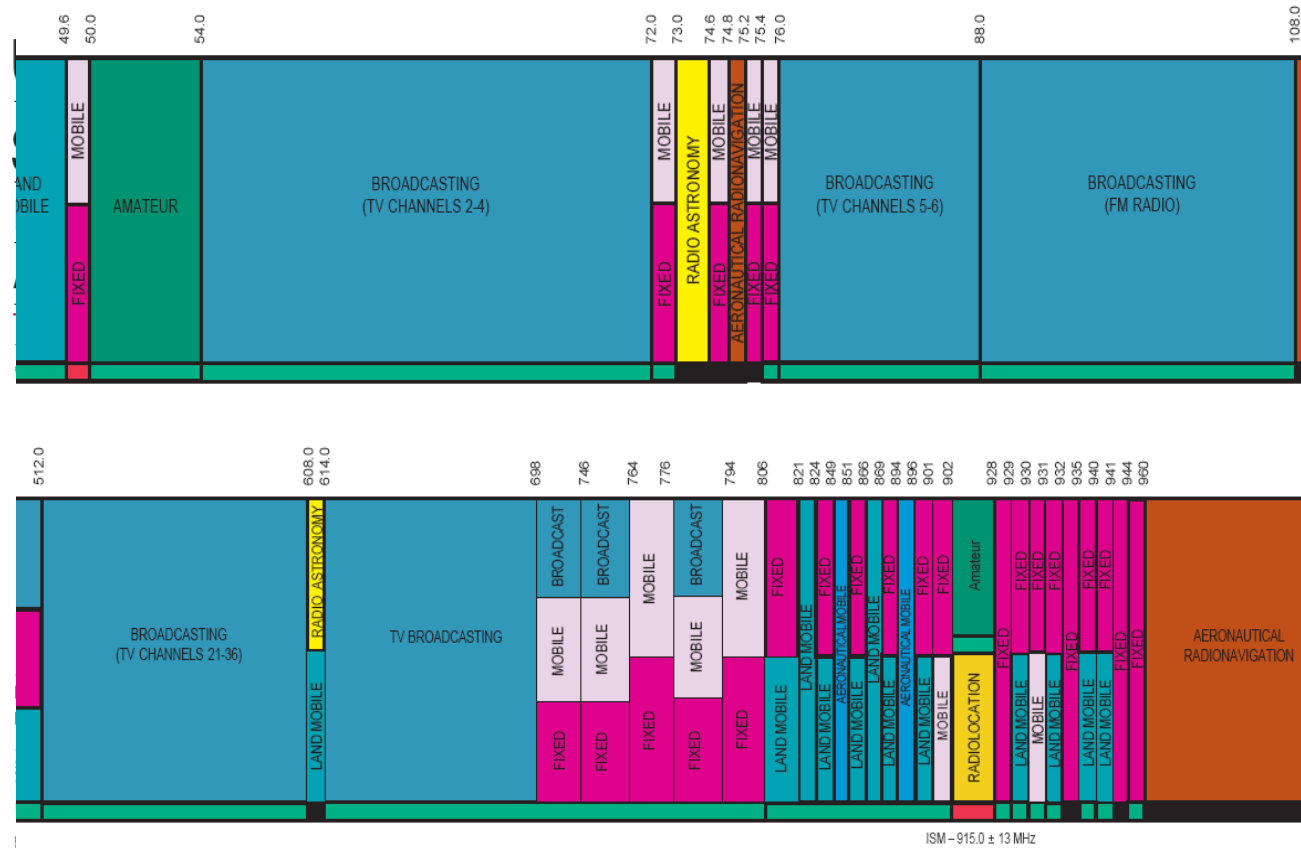 49.6 50.0 54.0 72.0 73.0 74.6 74.8 75.2 75.4 76.0 88.0 108.0
AND
OBILE
MOBILE
FIXED
AMATEUR
BROADCASTING
(TV CHANNELS 2-4)
MOBILE
FIXED
RADIO ASTRONOMY
MOBILE
FIXED
AERONAUTICAL RADIONAVIGATION
MOBILE
FIXED
MOBILE
FIXED
BROADCASTING
(TV CHANNELS 5-6)
BROADCASTING
(FM RADIO)
512.0 608.0 614.0 698 746 764 776 794 806 821 824 849 851 866 869 894 896 901 902 928 929 930 931 932 935 940 941 944 960
BROADCASTING
(TV CHANNELS 21-36)
RADIO ASTRONOMY
LAND MOBILE
TV BROADCASTING
BROADCAST
MOBILE
FIXED
BROADCAST
MOBILE
FIXED
MOBILE
FIXED
BROADCAST
MOBILE
FIXED
MOBILE
FIXED
FIXED
LAND MOBILE
LAND MOBILE
FIXED
LAND MOBILE
AERONAUTICAL MOBILE
FIXED
LAND MOBILE
LAND MOBILE
FIXED
LAND MOBILE
AERONAUTICAL MOBILE
FIXED
LAND MOBILE
FIXED
MOBILE
Amateur
RADIOLOCATION
FIXED
FIXED
LAND MOBILE
FIXED
MOBILE
FIXED
LAND MOBILE
FIXED
FIXED
LAND MOBILE
FIXED
LAND MOBILE
FIXED
FIXED
AERONAUTICAL
RADIONAVIGATION
ISM – 915.0 ± 13 MHz